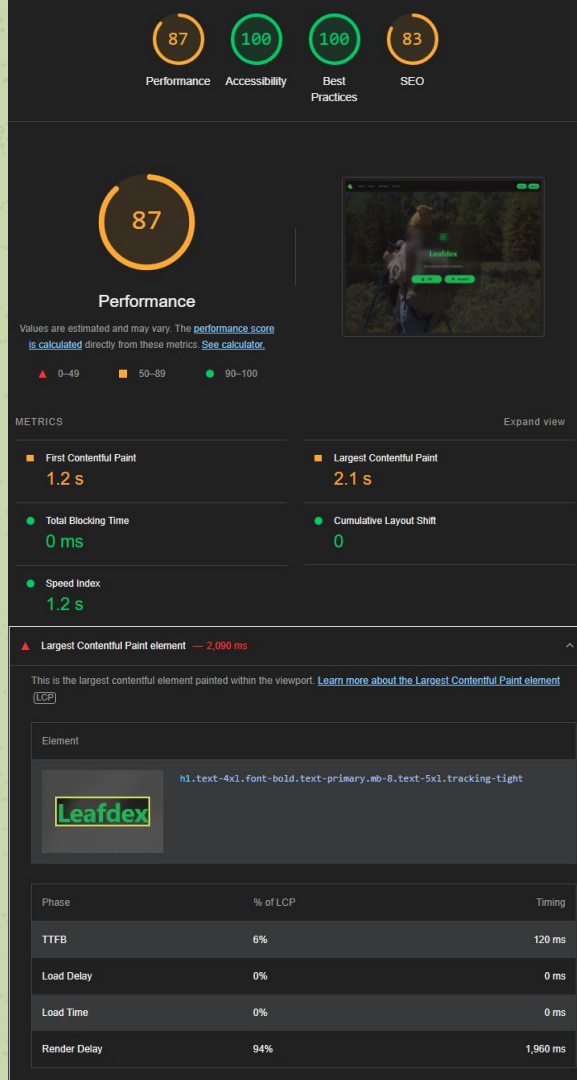 87
100
100
83
Performance
Accessibility
Best
Practices
SEO
87
Performance
Values are estimated and may vary. The performance score
is calculated directly from these metrics. See calculator.
0–49
50–89
90–100
Leafdex
METRICS
Expand view
First Contentful Paint
1.2 s
Largest Contentful Paint
2.1 s
Total Blocking Time
0 ms
Cumulative Layout Shift
0
Speed Index
1.2 s
Largest Contentful Paint element — 2,090 ms
This is the largest contentful element painted within the viewport. Learn more about the Largest Contentful Paint element
LCP
Element
Leafdex
h1.text-4xl.font-bold.text-primary.mb-8.text-5xl.tracking-tight
Phase % of LCP Timing
TTFB 6% 120 ms
Load Delay 0% 0 ms
Load Time 0% 0 ms
Render Delay 94% 1,960 ms